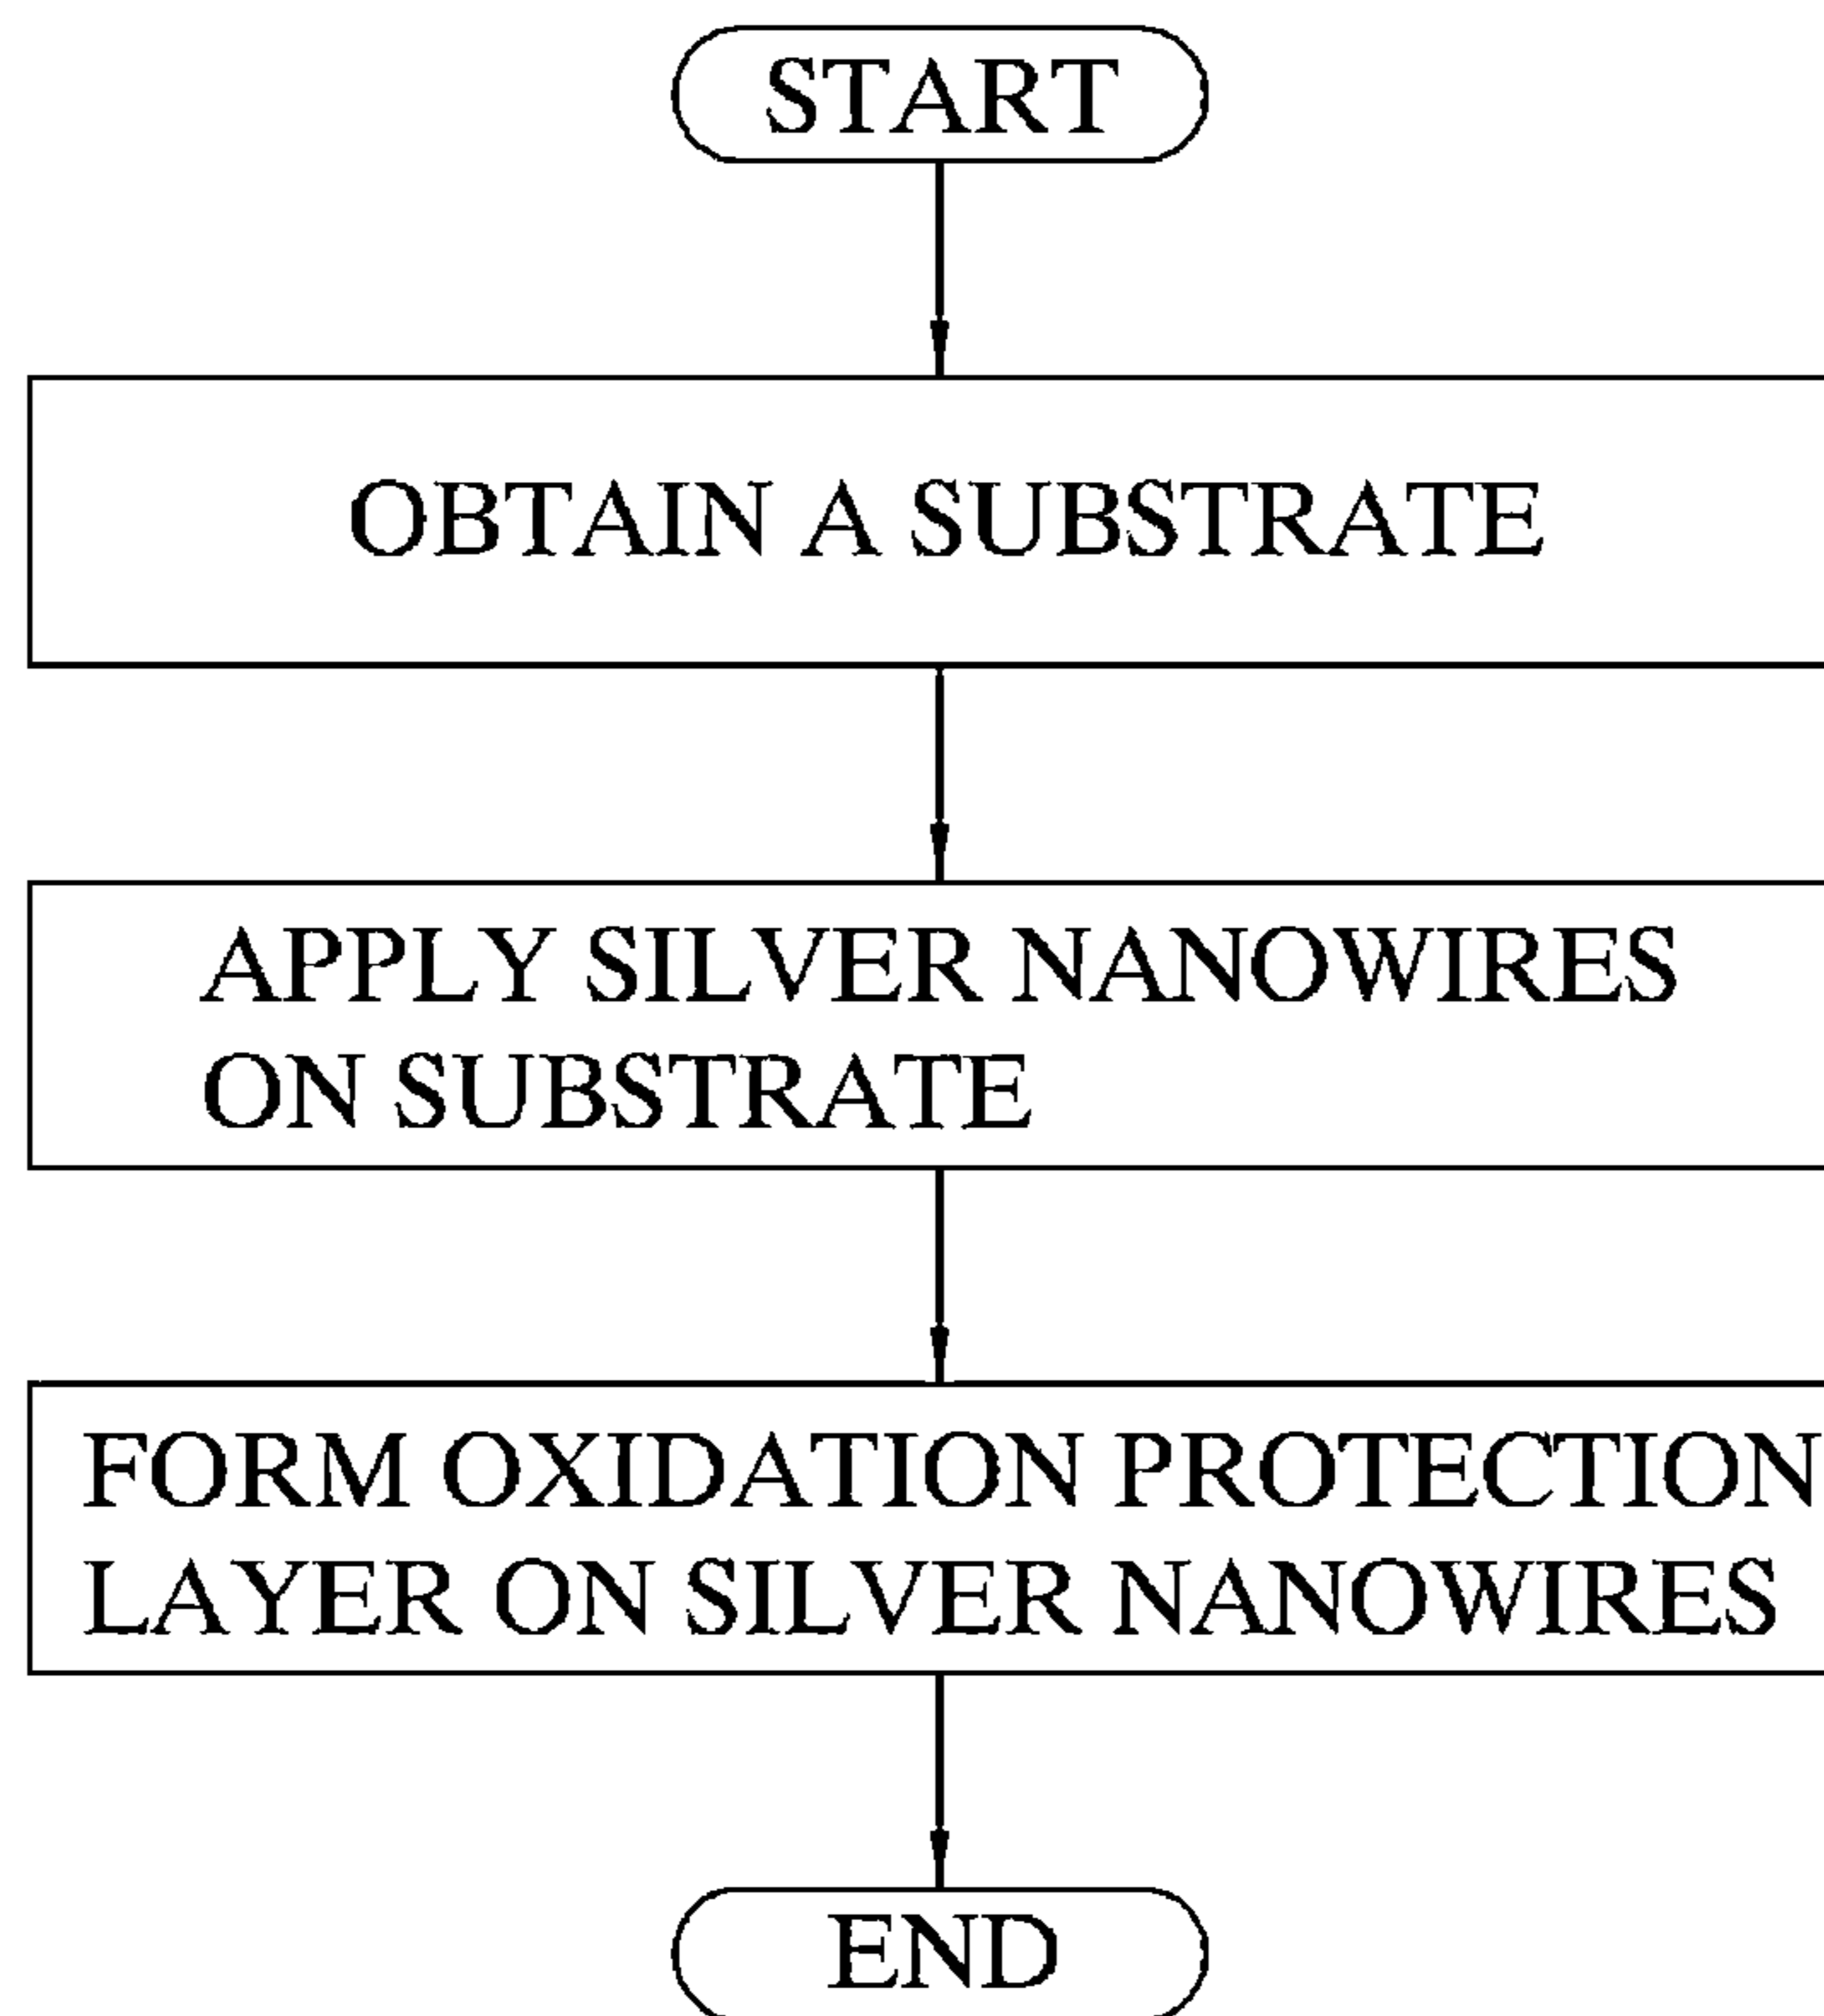 START
OBTAIN A SUBSTRATE
APPLY SILVER NANOWIRES
ON SUBSTRATE
FORM OXIDATION PROTECTION
LAYER ON SILVER NANOWIRES
END